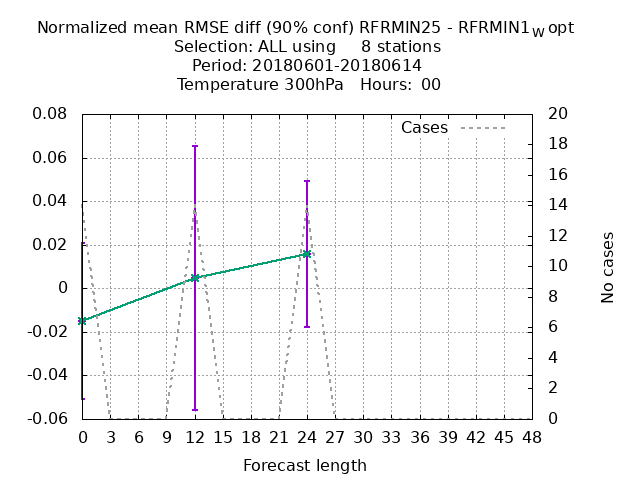 Normalized mean RMSE diff (90% conf) RFRMIN25 - RFRMIN1wopt
Selection: ALL using 8 stations
Period: 20180601-20180614
Temperature 300hPa Hours: 00
Cases
0.08
0.06
0.04
0.02
0
-0.02
-0.04
-0.06
20
18
16
14
12
10
8
6
4
2
0
No cases
0 3 6 9 12 15 18 21 24 27 30 33 36 39 42 45 48
Forecast length